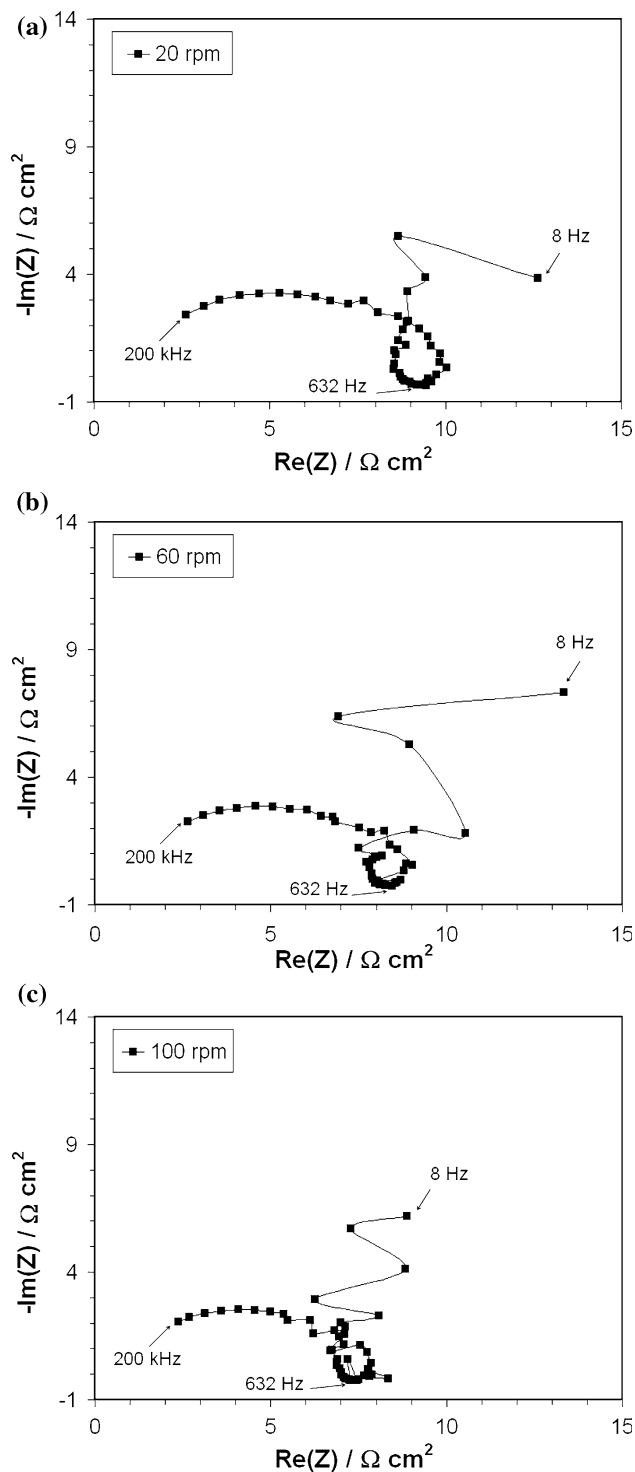 (a)
14
9
4
-1
-Im(Z) / Ω cm²
20 rpm
8 Hz
200 kHz
632 Hz
0 5 10 15
Re(Z) / Ω cm²
(b)
14
9
4
-1
-Im(Z) / Ω cm²
60 rpm
8 Hz
200 kHz
632 Hz
0 5 10 15
Re(Z) / Ω cm²
(c)
14
9
4
-1
-Im(Z) / Ω cm²
100 rpm
8 Hz
200 kHz
632 Hz
0 5 10 15
Re(Z) / Ω cm²